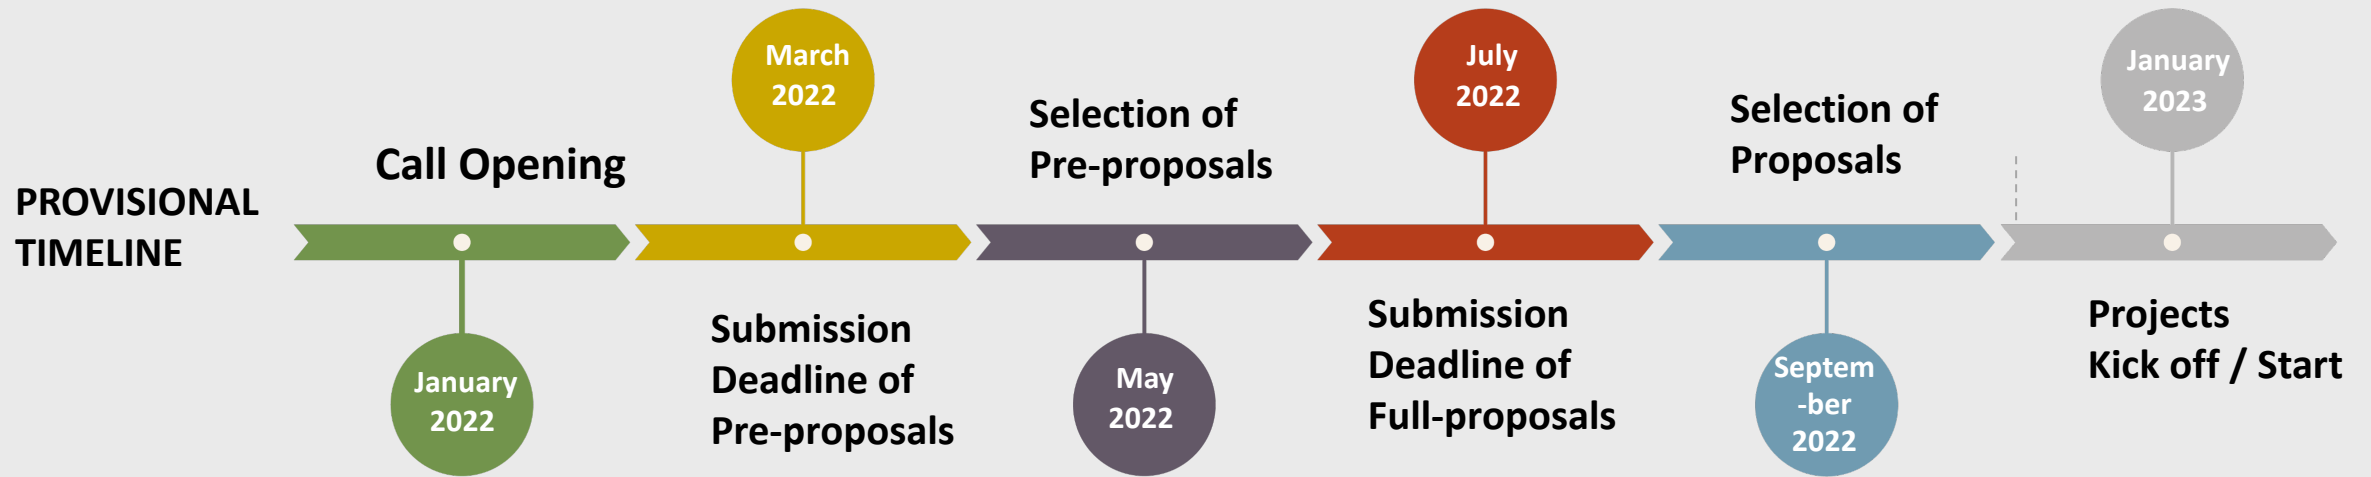 PROVISIONAL
TIMELINE
Call Opening
January
2022
March
2022
Submission
Deadline of
Pre-proposals
Selection of
Pre-proposals
May
2022
July
2022
Submission
Deadline of
Full-proposals
Selection of
Proposals
Septem
-ber
2022
January
2023
Projects
Kick off / Start